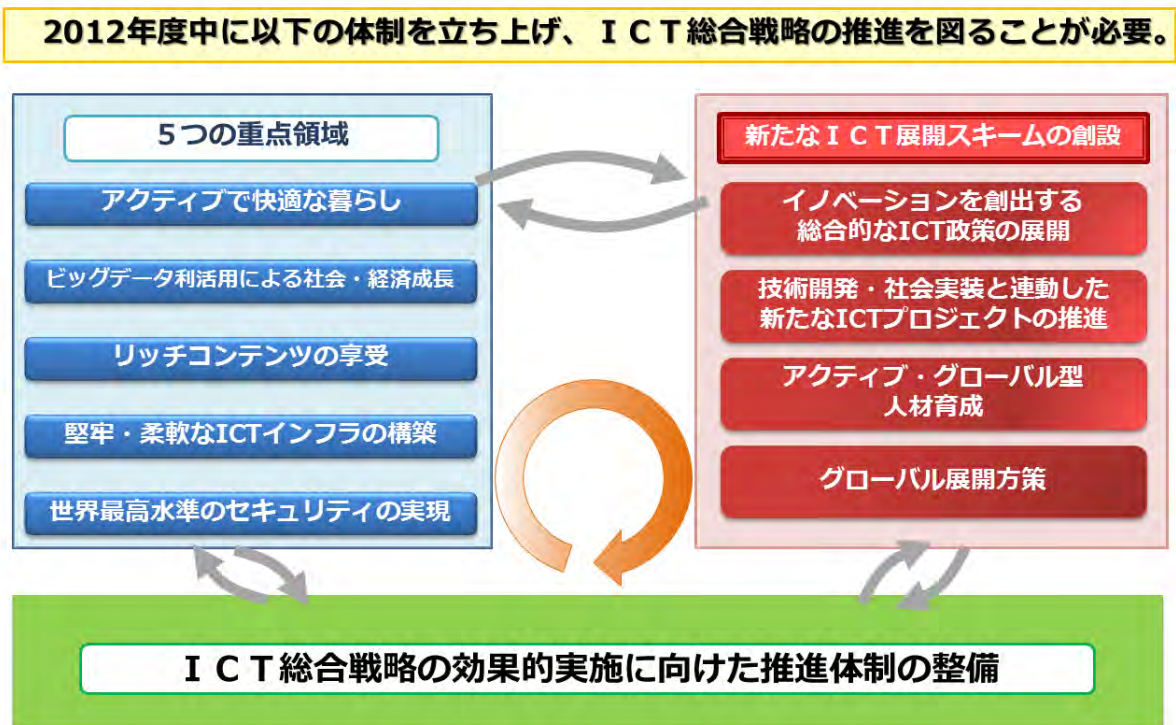 2012年度中に以下の体制を立ち上げ、ＩＣＴ総合戦略の推進を図ることが必要。
５つの重点領域
アクティブで快適な暮らし
ビッグデータ利活用による社会・経済成長
リッチコンテンツの享受
堅牢・柔軟なICTインフラの構築
世界最高水準のセキュリティの実現
新たなＩＣＴ展開スキームの創設
イノベーションを創出する
総合的なICT政策の展開
技術開発・社会実装と連動した
新たなICTプロジェクトの推進
アクティブ・グローバル型
人材育成
グローバル展開方策
ＩＣＴ総合戦略の効果的実施に向けた推進体制の整備